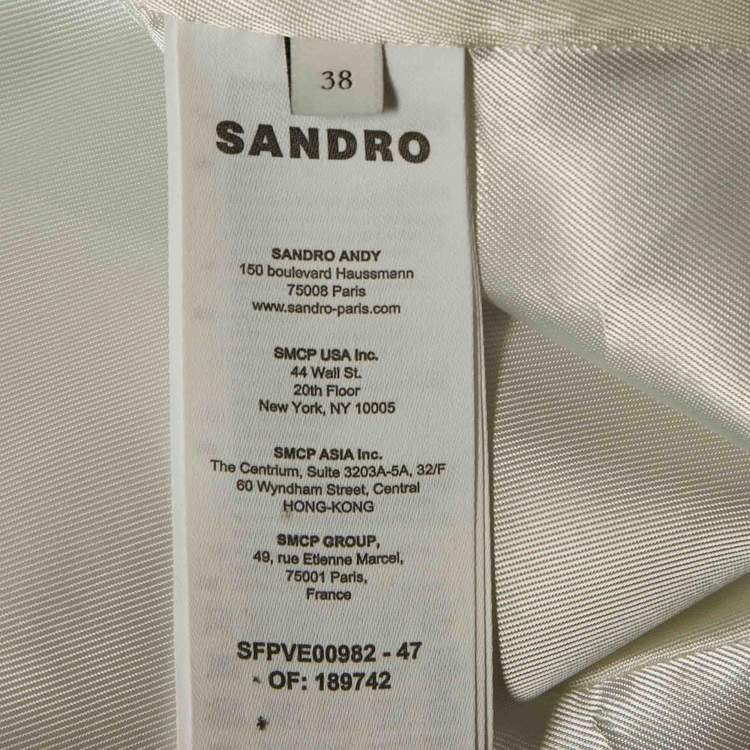 38
SANDRO
SANDRO ANDY
150 boulevard Haussmann
75008 Paris
www.sandro-paris.com
SMCP USA Inc.
44 Wall St.
20th Floor
New York, NY 10005
SMCP ASIA Inc.
The Centrium, Suite 3203A-5A, 32/F
60 Wyndham Street, Central
HONG-KONG
SMCP GROUP,
49, rue Etienne Marcel,
75001 Paris,
France
SFPVE00982 - 47
OF: 189742